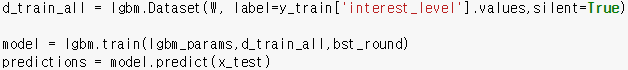 d_train_all = lgbm.Dataset(W, label=y_train['interest_level'].values,silent=True)
model = lgbm.train(lgbm_params,d_train_all,bst_round)
predictions = model.predict(x_test)